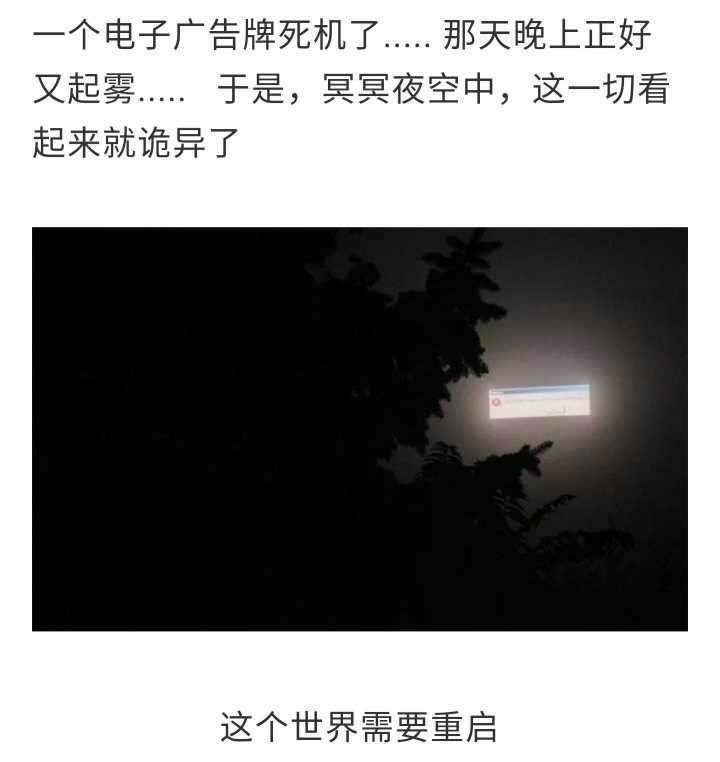 一个电子广告牌死机了..... 那天晚上正好
又起雾..... 于是，冥冥夜空中，这一切看
起来就诡异了
这个世界需要重启